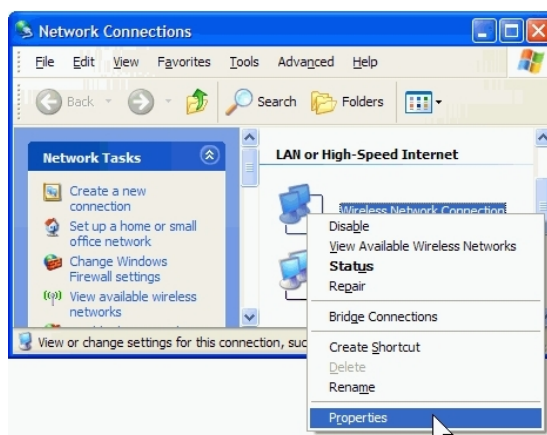 Network Connections
File Edit View Favorites Tools Advanced Help
Back Search Folders
Network Tasks
Create a new
connection
Set up a home or small
office network
Change Windows
Firewall settings
View available wireless
networks
LAN or High-Speed Internet
Wireless Network Connection
Disable
View Available Wireless Networks
Status
Repair
Bridge Connections
Create Shortcut
Delete
Rename
Properties
View or change settings for this connection, suc